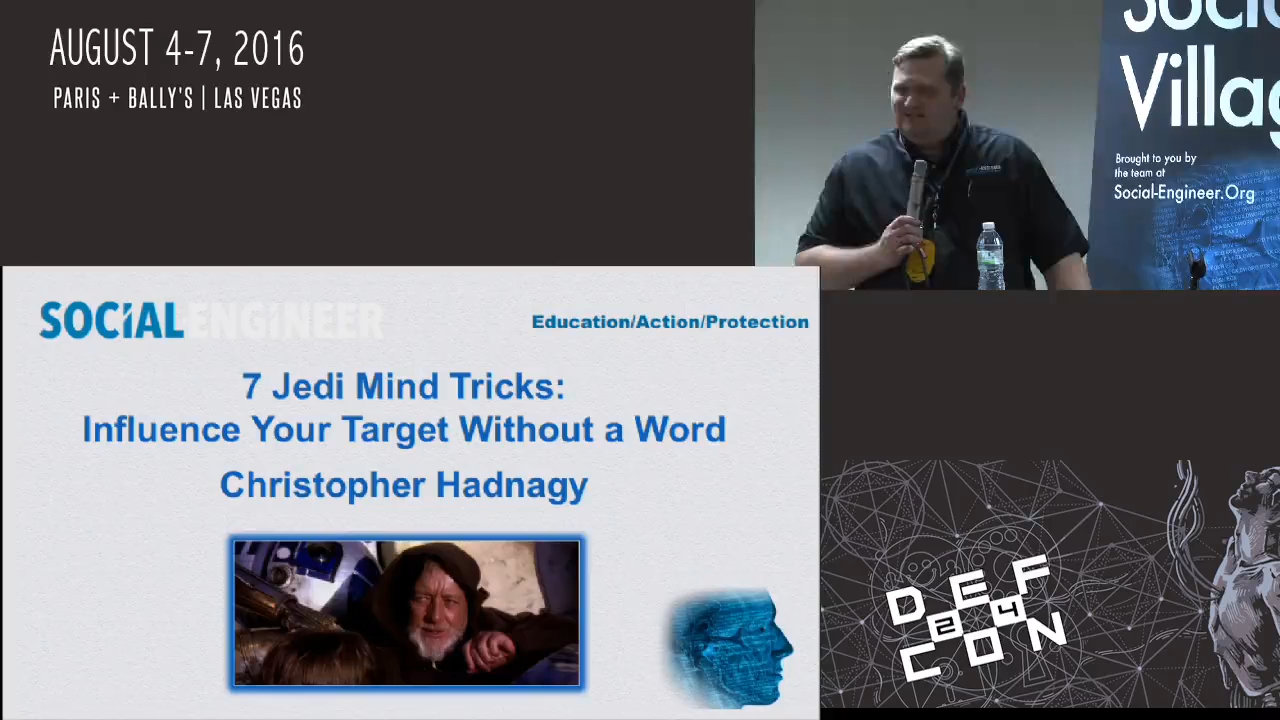 AUGUST 4-7, 2016
PARIS + BALLY'S | LAS VEGAS
Village
Brought to you by
the team at
Social-Engineer.Org
SOCIAL-ENGINEER
Education/Action/Protection
7 Jedi Mind Tricks:
Influence Your Target Without a Word
Christopher Hadnagy
DEF
24
CON